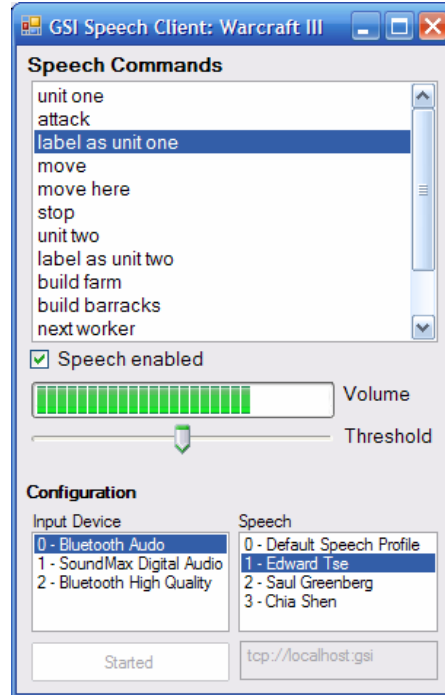 GSI Speech Client: Warcraft III
Speech Commands
unit one
attack
label as unit one
move
move here
stop
unit two
label as unit two
build farm
build barracks
next worker
Speech enabled
Volume
Threshold
Configuration
Input Device
0 - Bluetooth Audo
1 - SoundMax Digital Audio
2 - Bluetooth High Quality
Speech
0 - Default Speech Profile
1 - Edward Tse
2 - Saul Greenberg
3 - Chia Shen
Started
tcp://localhost:gsi